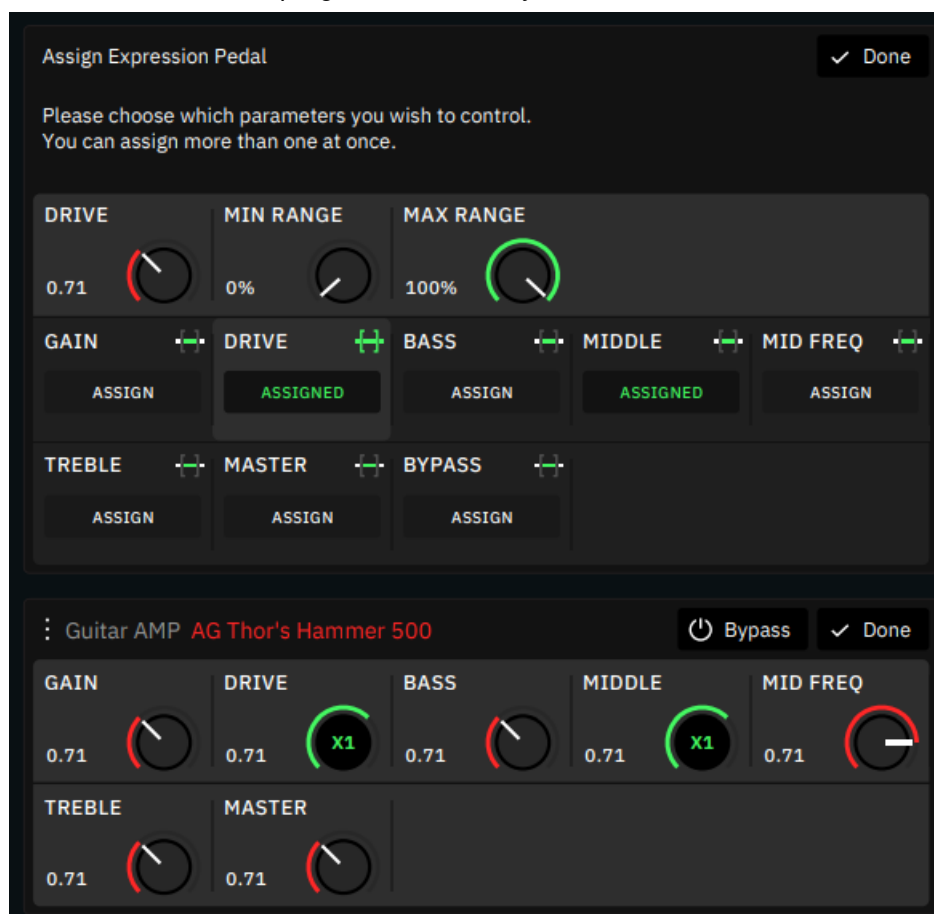 Assign Expression Pedal
Done
Please choose which parameters you wish to control.
You can assign more than one at once.
DRIVE MIN RANGE MAX RANGE
0.71 0% 100%
GAIN DRIVE BASS MIDDLE MID FREQ
ASSIGN ASSIGNED ASSIGN ASSIGNED ASSIGN
TREBLE MASTER BYPASS
ASSIGN ASSIGN ASSIGN
Guitar AMP AG Thor's Hammer 500
Bypass Done
GAIN DRIVE BASS MIDDLE MID FREQ
0.71 0.71 X1 0.71 0.71 X1 0.71
TREBLE MASTER
0.71 0.71